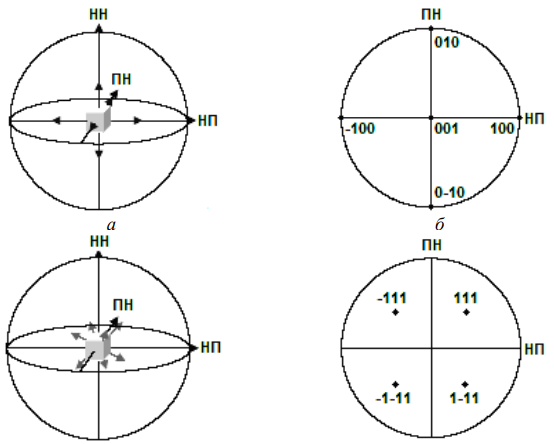 НН
ПН
НП
а
ПН
010
НП
-100
001
100
0-10
б
НН
ПН
НП
ПН
-111
111
НП
-1-11
1-11